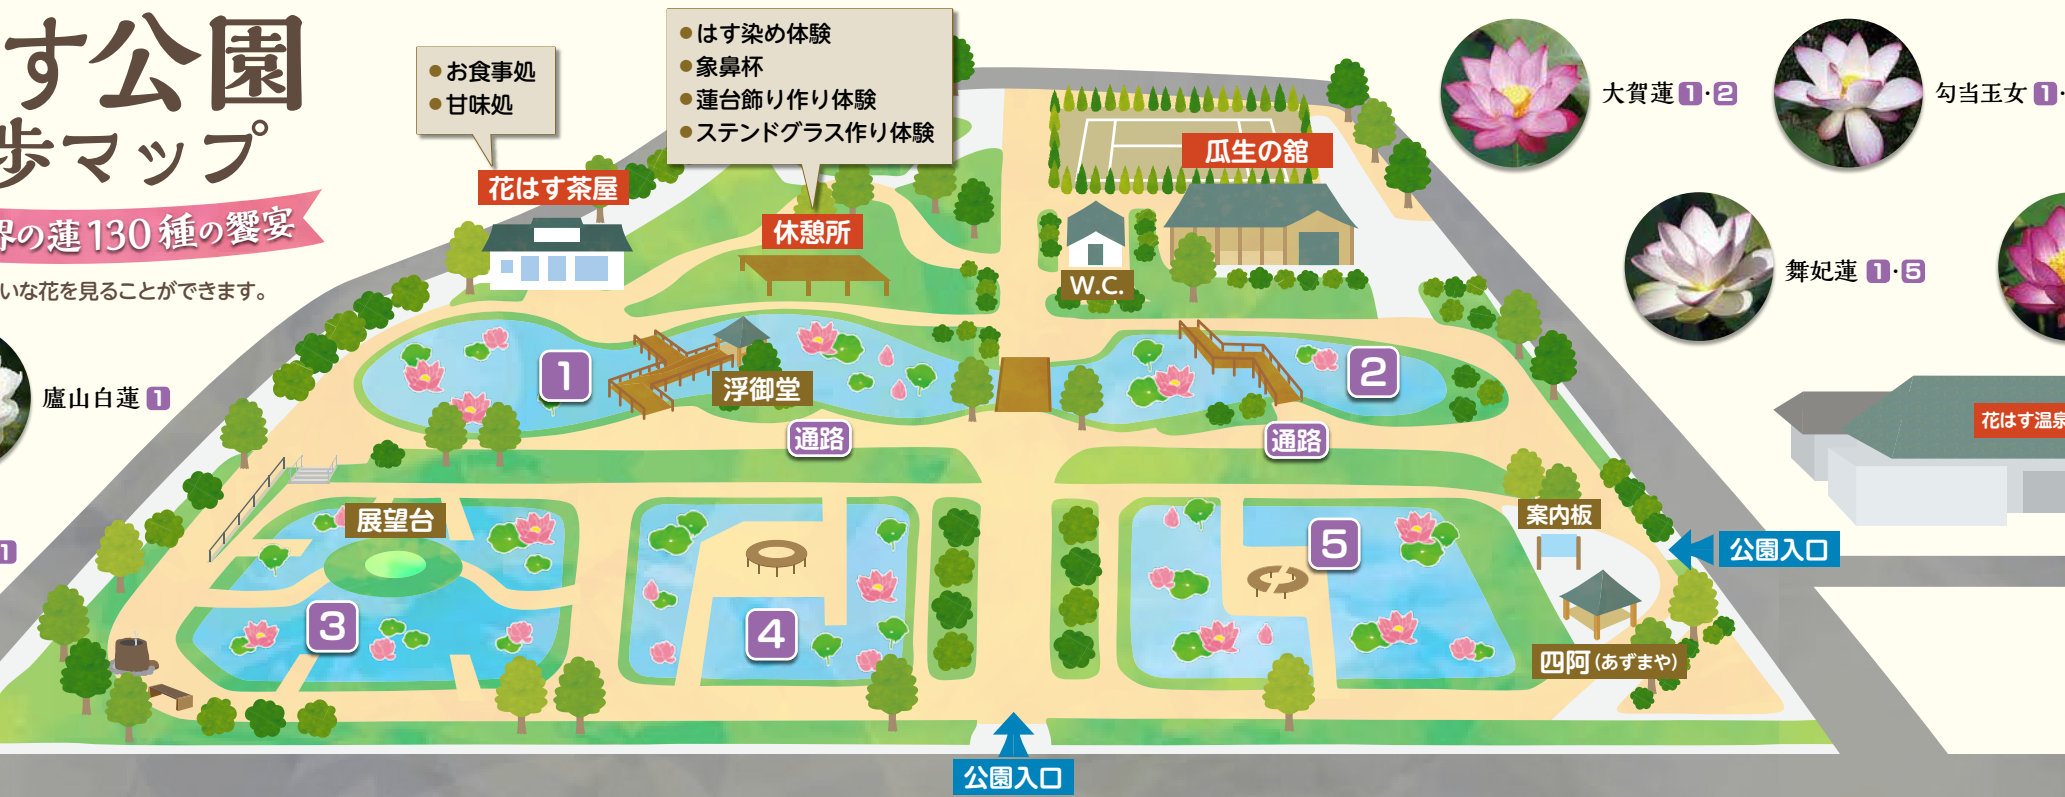 す公園
歩マップ
界の蓮130種の饗宴
いな花を見ることができます。
廬山白蓮 1
1
お食事処
甘味処
花はす茶屋
はす染め体験
象鼻杯
蓮台飾り作り体験
ステンドグラス作り体験
休憩所
瓜生の舘
W.C.
大賀蓮 1・2
勾当玉女 1・
舞妃蓮 1・5
花はす温泉
1
浮御堂
2
通路
通路
展望台
3
4
5
案内板
四阿(あずまや)
公園入口
公園入口